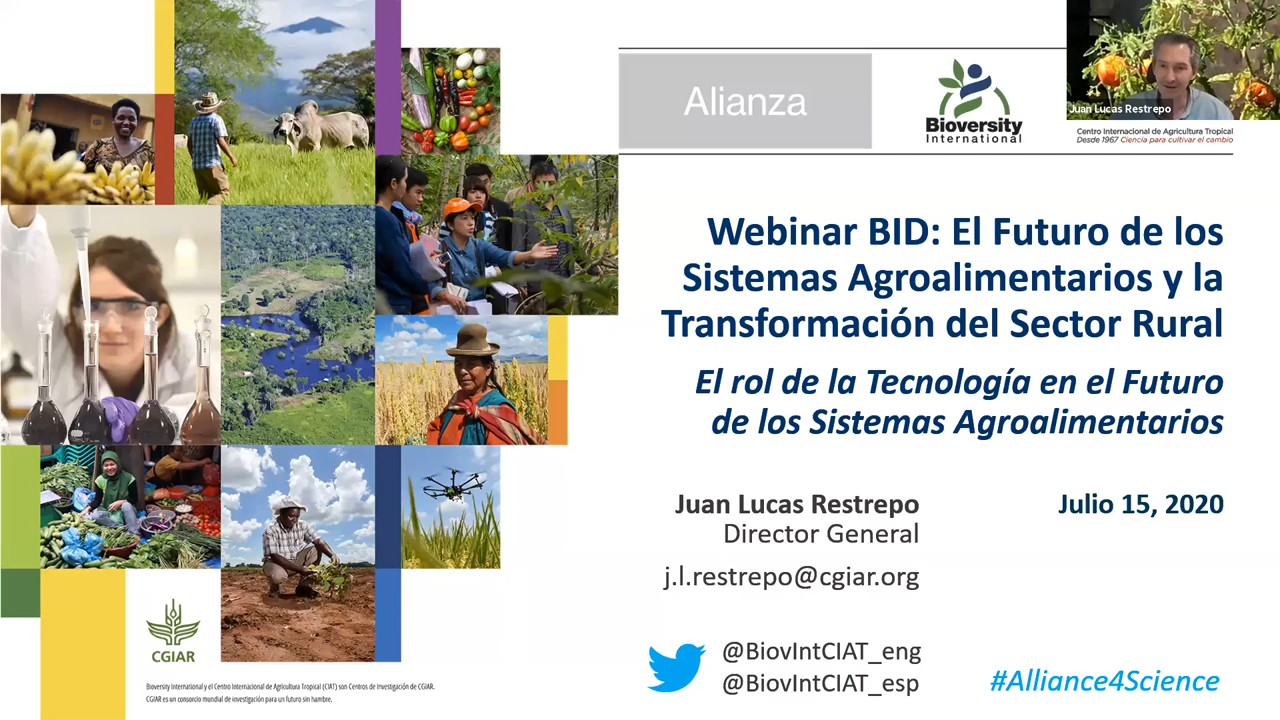 Alianza
Bioversity
International
Juan Lucas Restrepo
Centro Internacional de Agricultura Tropical
Desde 1967 Ciencia para cultivar el cambio
Webinar BID: El Futuro de los
Sistemas Agroalimentarios y la
Transformación del Sector Rural
El rol de la Tecnología en el Futuro
de los Sistemas Agroalimentarios
Juan Lucas Restrepo
Director General
Julio 15, 2020
j.l.restrepo@cgiar.org
@BiovIntCIAT_eng
@BiovIntCIAT_esp
#Alliance4Science
CGIAR
Bioversity International y el Centro Internacional de Agricultura Tropical (CIAT) son Centros de Investigación de CGIAR.
CGIAR es un consorcio mundial de investigación para un futuro sin hambre.